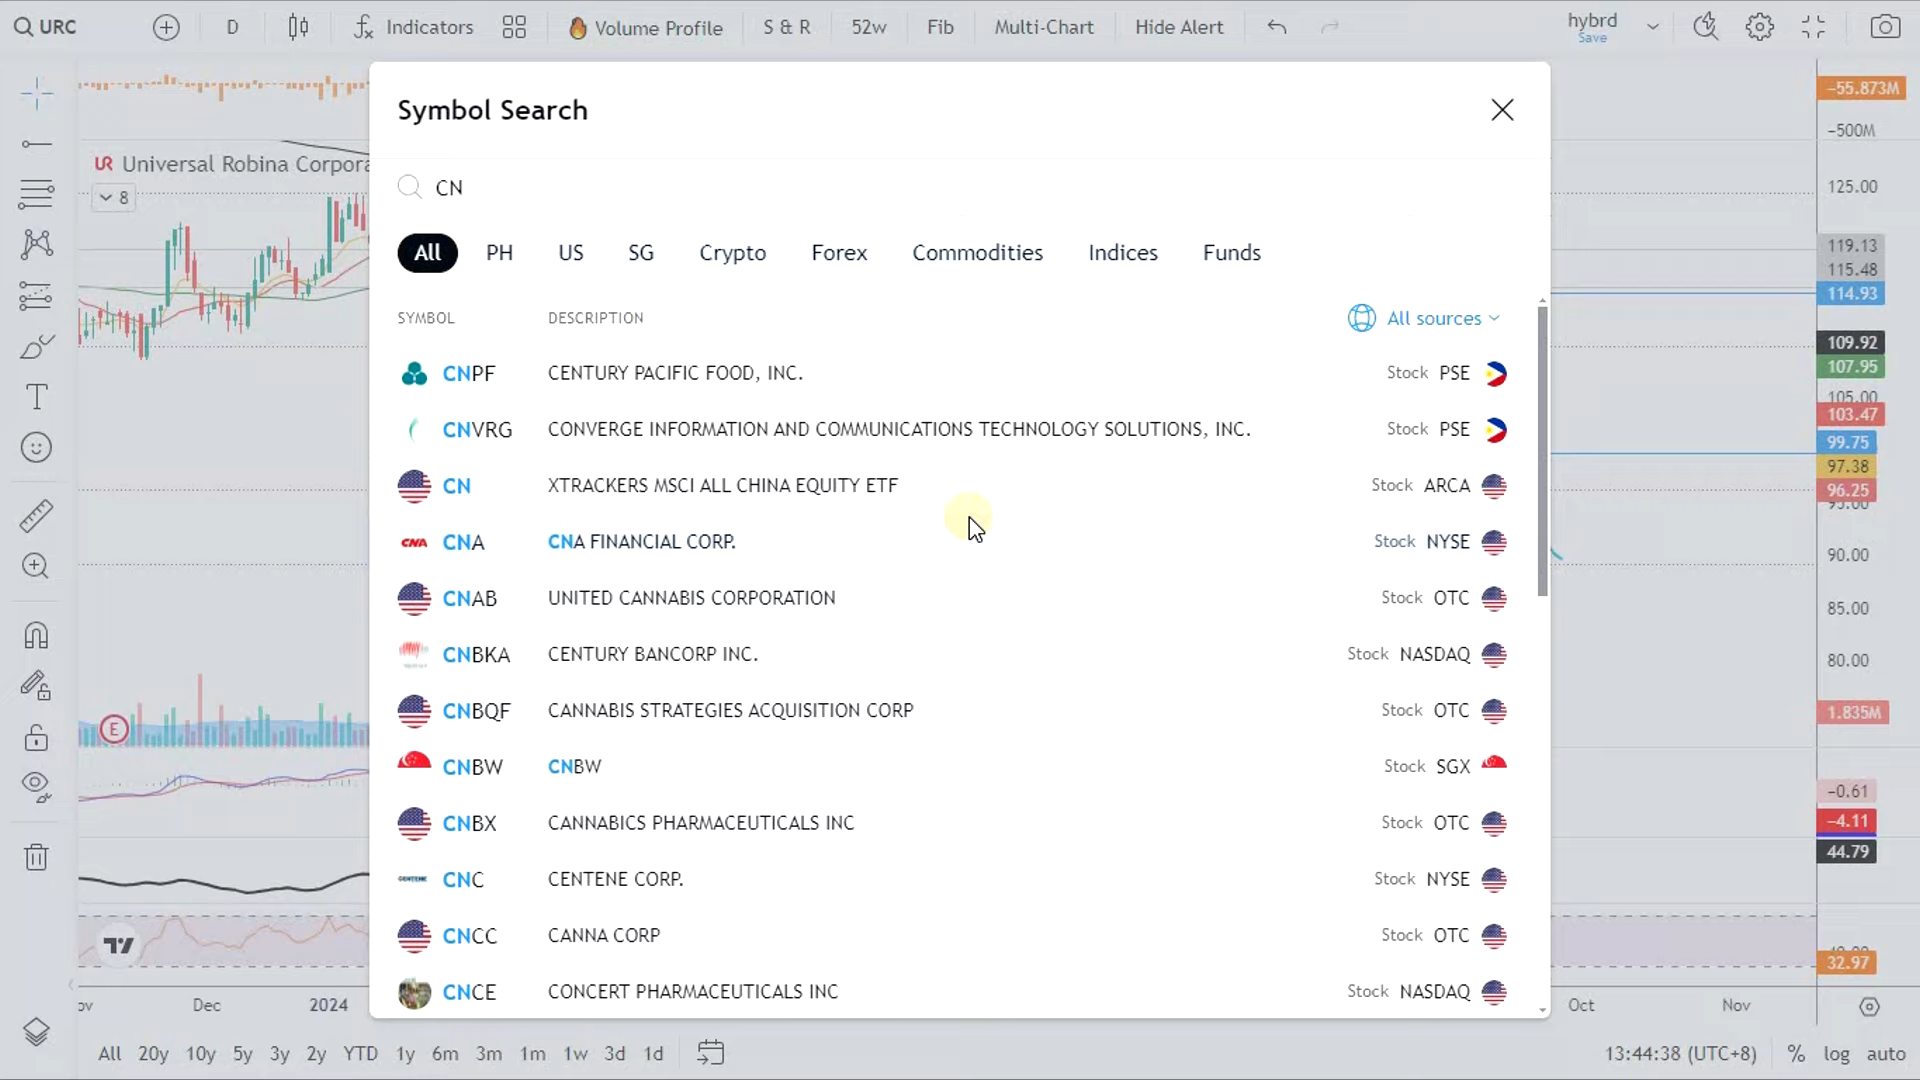 URC D Indicators Volume Profile S & R 52w Fib Multi-Chart Hide Alert hybrd
Save
Symbol Search
-55.873M
-500M
UR Universal Robina Corpora
8
CN
125.00
All PH US SG Crypto Forex Commodities Indices Funds
119.13
115.48
114.93
SYMBOL DESCRIPTION All sources
109.92
107.95
CNPF CENTURY PACIFIC FOOD, INC. Stock PSE
105.00
103.47
CNVRG CONVERGE INFORMATION AND COMMUNICATIONS TECHNOLOGY SOLUTIONS, INC. Stock PSE
99.75
97.38
CN XTRACKERS MSCI ALL CHINA EQUITY ETF Stock ARCA
96.25
95.00
CNA CNA FINANCIAL CORP. Stock NYSE
90.00
CNAB UNITED CANNABIS CORPORATION Stock OTC
85.00
CNBKA CENTURY BANCORP INC. Stock NASDAQ
80.00
CNBQF CANNABIS STRATEGIES ACQUISITION CORP Stock OTC
1.835M
E
CNBW CNBW Stock SGX
-0.61
CNBX CANNABICS PHARMACEUTICALS INC Stock OTC
-4.11
44.79
CNC CENTENE CORP. Stock NYSE
CNCC CANNA CORP Stock OTC
32.97
CNCE CONCERT PHARMACEUTICALS INC Stock NASDAQ
ov Dec 2024 Oct Nov
All 20y 10y 5y 3y 2y YTD 1y 6m 3m 1m 1w 3d 1d 13:44:38 (UTC+8) % log auto